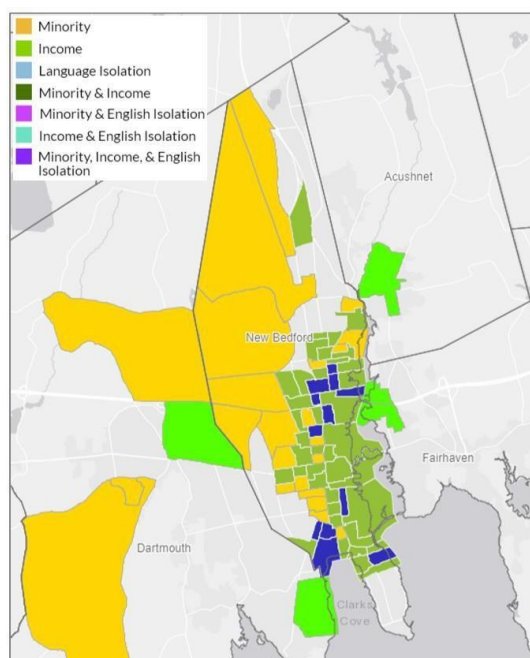 Minority
Income
Language Isolation
Minority & Income
Minority & English Isolation
Income & English Isolation
Minority, Income, & English
Isolation
Acushnet
New Bedford
Fairhaven
Dartmouth
Clarks
Cove